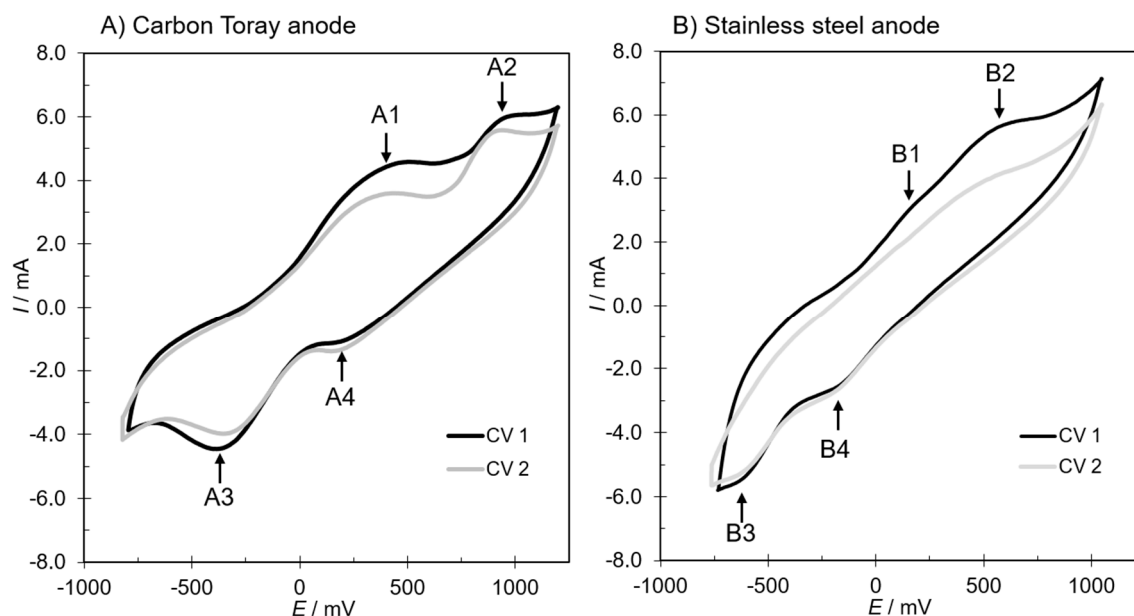 A) Carbon Toray anode
8.0
6.0
4.0
2.0
0.0
-2.0
-4.0
-6.0
-8.0
I / mA
-1000
-500
0
500
1000
E / mV
A1
A2
A3
A4
CV 1
CV 2
B) Stainless steel anode
8.0
6.0
4.0
2.0
0.0
-2.0
-4.0
-6.0
-8.0
I / mA
-1000
-500
0
500
1000
E / mV
B1
B2
B3
B4
CV 1
CV 2